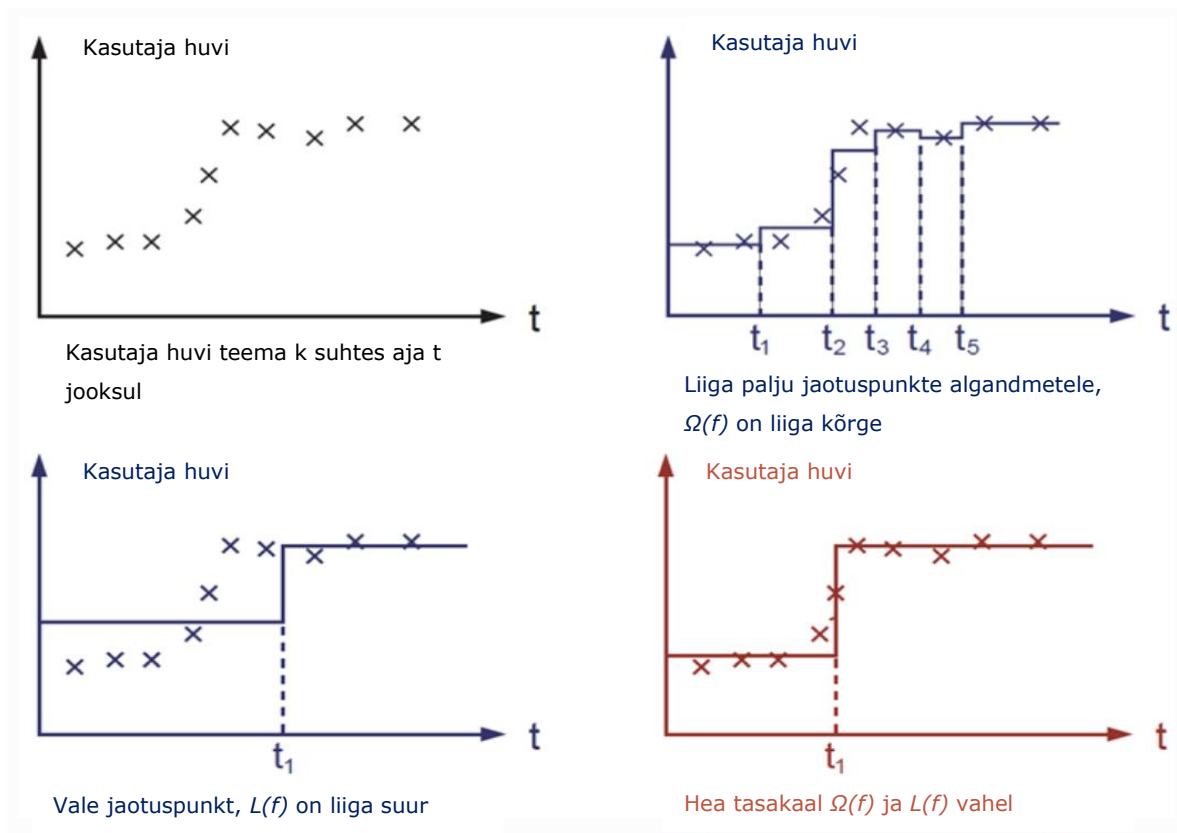 Kasutaja huvi
t
Kasutaja huvi teema k suhtes aja t
jooksul
Kasutaja huvi
t
t₁ t₂ t₃ t₄ t₅
Liiga palju jaotuspunkte algandmetele,
Ω(f) on liiga kõrge
Kasutaja huvi
t
t₁
Vale jaotuspunkt, L(f) on liiga suur
Kasutaja huvi
t
t₁
Hea tasakaal Ω(f) ja L(f) vahel